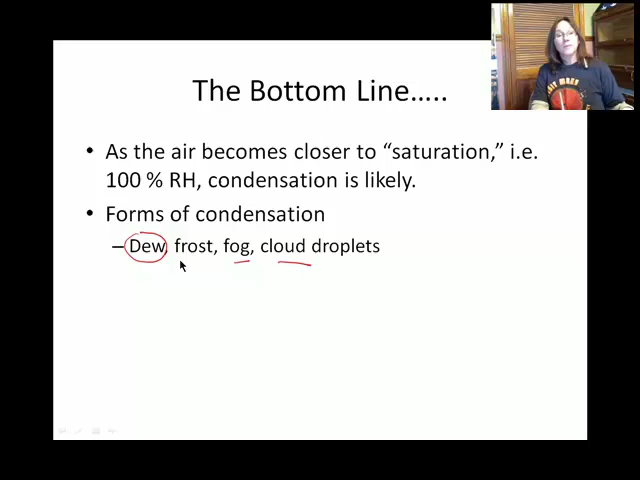 The Bottom Line…..
• As the air becomes closer to “saturation,” i.e.
100 % RH, condensation is likely.
• Forms of condensation
–Dew, frost, fog, cloud droplets